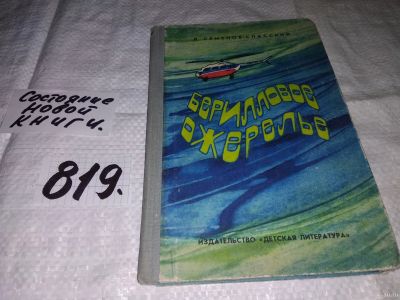 Состояние
новой
книги.
819.
Л. СЕМЕНОВ-СПАССКИЙ
БЕРИЛЛОВОЕ
ОЖЕРЕЛЬЕ
ИЗДАТЕЛЬСТВО «ДЕТСКАЯ ЛИТЕРАТУРА»